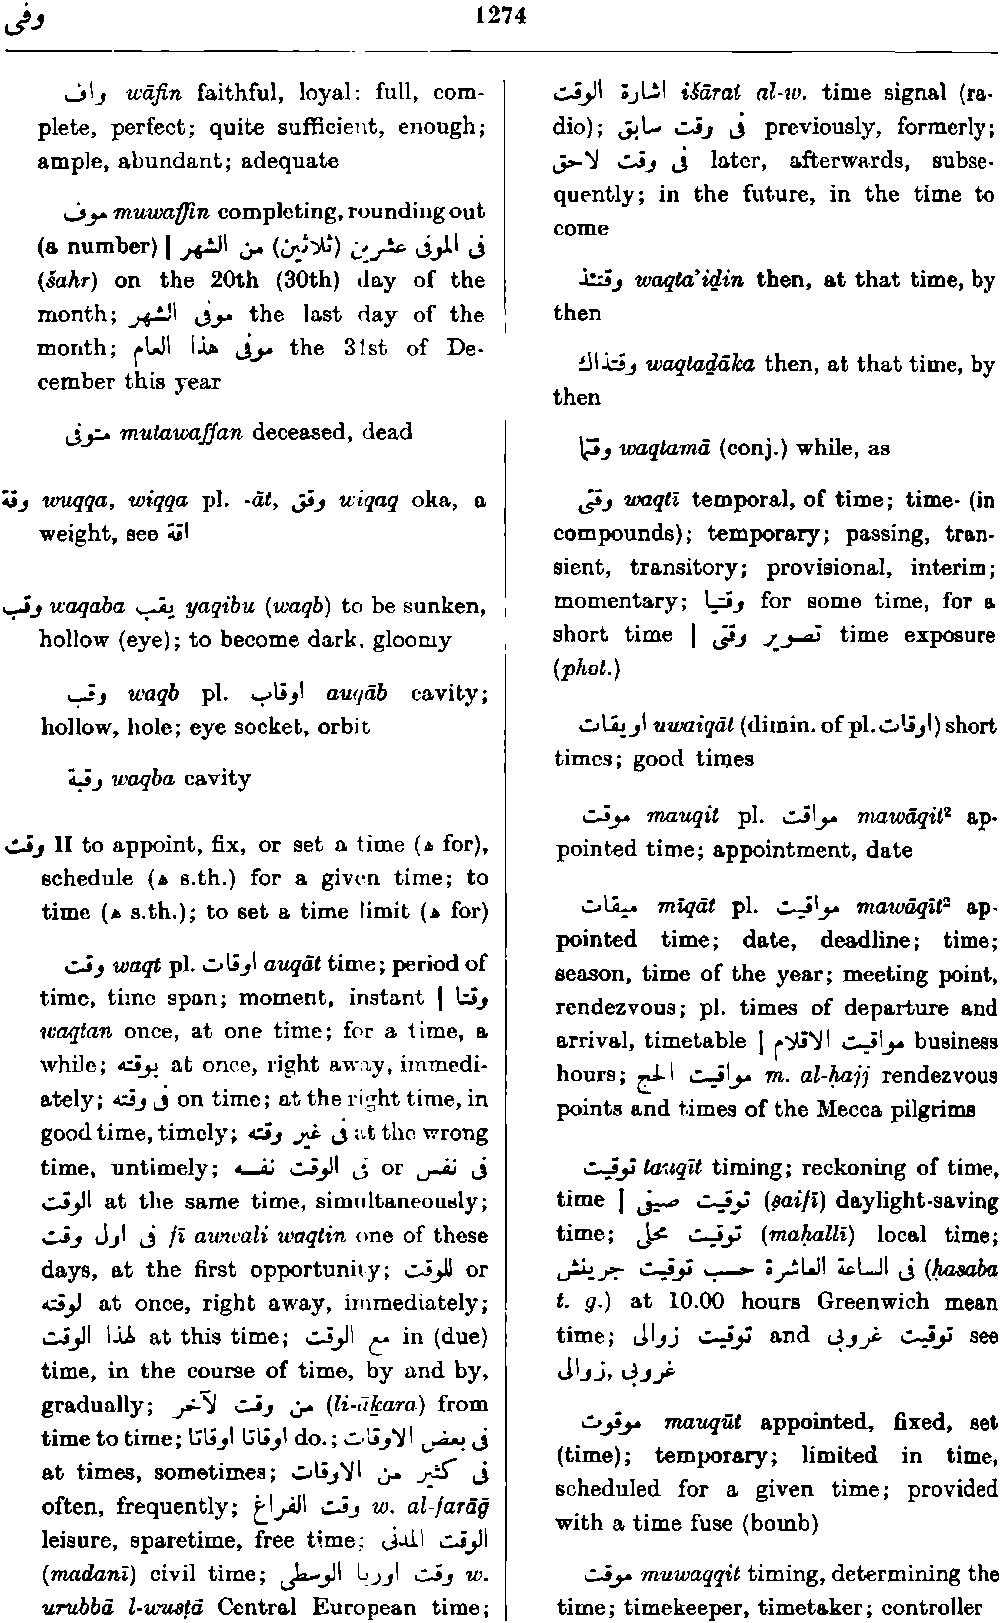 وفى
1274
واف wāfin faithful, loyal; full, com-
plete, perfect; quite sufficient, enough;
ample, abundant; adequate
موف muwaffin completing, rounding out
(a number) | فى الموفى عشرين (ثلاثين) من الشهر
(šahr) on the 20th (30th) day of the
month; موفى الشهر the last day of the
month; موفى هذا العام the 31st of De-
cember this year
متوفى mutawaffan deceased, dead
وقة wuqqa, wiqqa pl. -āt, وقق wiqaq oka, a
weight, see اقة
وقب waqaba يقب yaqibu (waqb) to be sunken,
hollow (eye); to become dark, gloomy
وقب waqb pl. اوقاب auqāb cavity;
hollow, hole; eye socket, orbit
وقبة waqba cavity
وقت II to appoint, fix, or set a time (ه for),
schedule (ه s.th.) for a given time; to
time (ه s.th.); to set a time limit (ه for)
وقت waqt pl. اوقات auqāt time; period of
time, time span; moment, instant | وقتا
waqtan once, at one time; for a time, a
while; بوقته at once, right away, immedi-
ately; فى وقته on time; at the right time, in
good time, timely; فى غير وقته at the wrong
time, untimely; فى الوقت نفسه or فى نفس
الوقت at the same time, simultaneously;
فى اول وقت fī awwali waqtin one of these
days, at the first opportunity; للوقت or
لوقته at once, right away, immediately;
لهذا الوقت at this time; مع الوقت in (due)
time, in the course of time, by and by,
gradually; من وقت لآخر (li-āḵara) from
time to time; اوقاتا اوقاتا do.; فى بعض الاوقات
at times, sometimes; فى كثير من الاوقات
often, frequently; وقت الفراغ w. al-farāḡ
leisure, sparetime, free time; الوقت المدنى
(madanī) civil time; وقت اوربا الوسطى w.
urubbā l-wusṭā Central European time;
اشارة الوقت išārat al-w. time signal (ra-
dio); فى وقت سابق previously, formerly;
فى وقت لاحق later, afterwards, subse-
quently; in the future, in the time to
come
وقتئذ waqta'iḏin then, at that time, by
then
وقتذاك waqtaḏāka then, at that time, by
then
وقتما waqtamā (conj.) while, as
وقتى waqtī temporal, of time; time- (in
compounds); temporary; passing, tran-
sient, transitory; provisional, interim;
momentary; وقتيا for some time, for a
short time | تصوير وقتى time exposure
(phot.)
اويقات uwaiqāt (dimin. of pl. اوقات) short
times; good times
موقت mauqit pl. مواقت mawāqit² ap-
pointed time; appointment, date
ميقات mīqāt pl. مواقيت mawāqīt² ap-
pointed time; date, deadline; time;
season, time of the year; meeting point,
rendezvous; pl. times of departure and
arrival, timetable | مواقيت الاقلام business
hours; مواقيت الحج m. al-ḥajj rendezvous
points and times of the Mecca pilgrims
توقيت tauqīt timing; reckoning of time,
time | توقيت صيفى (ṣaifī) daylight-saving
time; توقيت محلى (maḥallī) local time;
فى الساعة العاشرة حسب توقيت جرينتش (ḥasaba
t. g.) at 10.00 hours Greenwich mean
time; توقيت زوالى and توقيت غروبى see
غروبى, زوالى
موقوت mauqūt appointed, fixed, set
(time); temporary; limited in time,
scheduled for a given time; provided
with a time fuse (bomb)
موقت muwaqqit timing, determining the
time; timekeeper, timetaker; controller